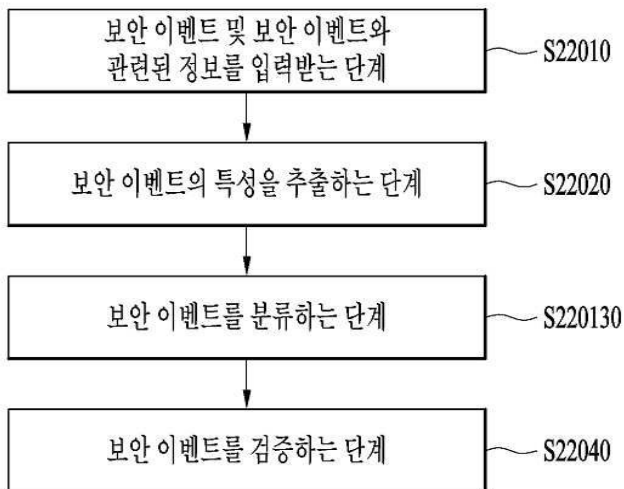 보안 이벤트 및 보안 이벤트와
관련된 정보를 입력받는 단계
S22010
보안 이벤트의 특성을 추출하는 단계
S22020
보안 이벤트를 분류하는 단계
S220130
보안 이벤트를 검증하는 단계
S22040